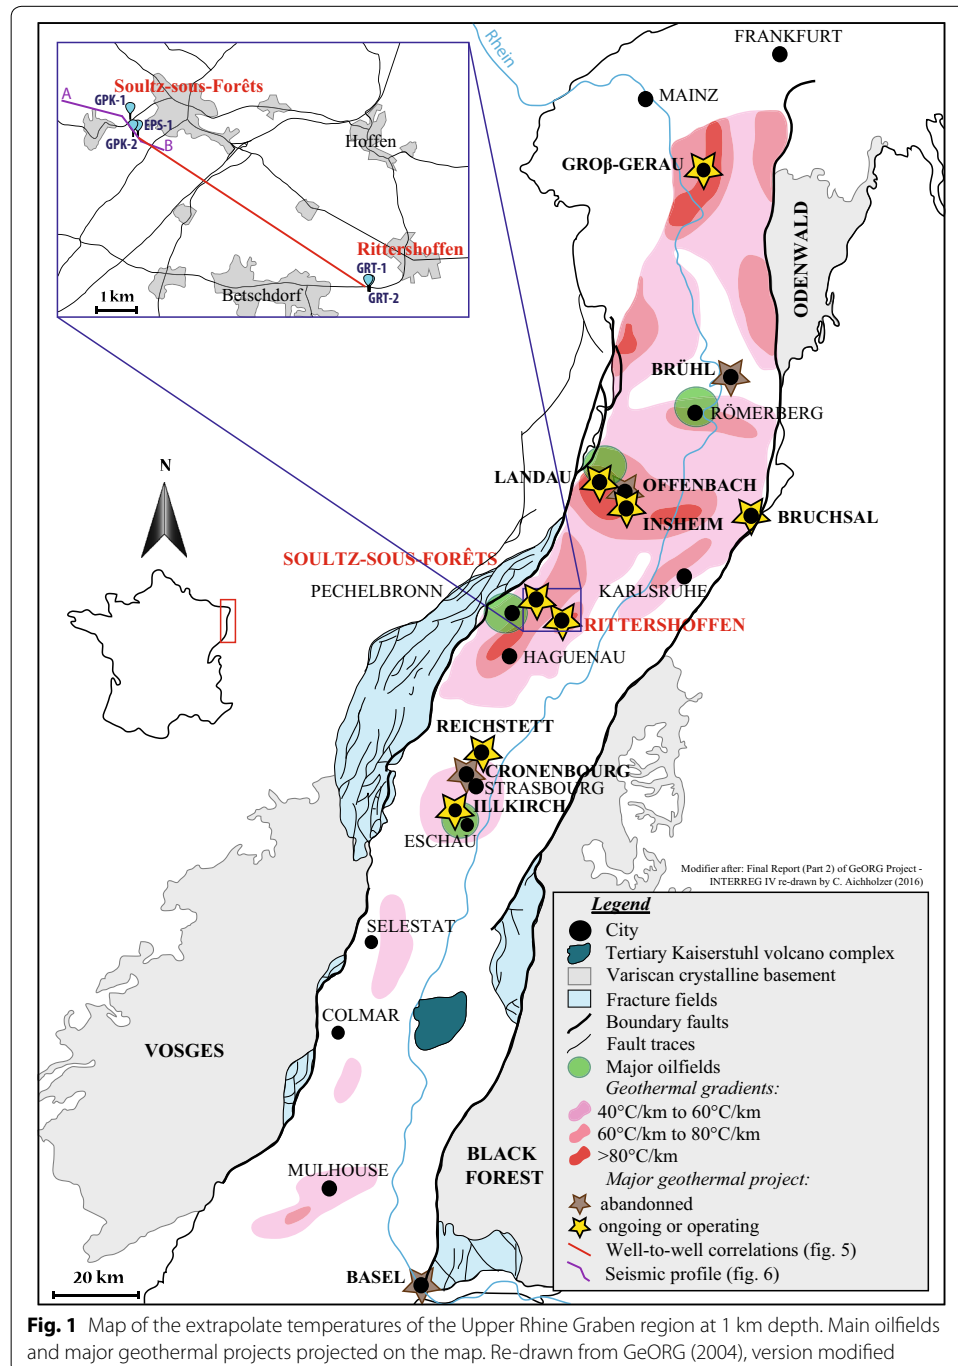 FRANKFURT
Rhein
MAINZ
Soultz-sous-Forêts
A
GPK-1
EPS-1
GPK-2
B
Hoffen
GROβ-GERAU
ODENWALD
Rittershoffen
GRT-1
GRT-2
Betschdorf
1 km
BRÜHL
RÖMERBERG
LANDAU
OFFENBACH
N
INSHEIM
BRUCHSAL
SOULTZ-SOUS-FORÊTS
PECHELBRONN
KARLSRUHE
RITTERSHOFFEN
HAGUENAU
REICHSTETT
CRONENBOURG
STRASBOURG
ILLKIRCH
ESCHAU
Modifier after: Final Report (Part 2) of GeORG Project -
INTERREG IV re-drawn by C. Aichholzer (2016)
SELESTAT
COLMAR
VOSGES
BLACK
FOREST
MULHOUSE
BASEL
20 km
Legend
City
Tertiary Kaiserstuhl volcano complex
Variscan crystalline basement
Fracture fields
Boundary faults
Fault traces
Major oilfields
Geothermal gradients:
40°C/km to 60°C/km
60°C/km to 80°C/km
>80°C/km
Major geothermal project:
abandonned
ongoing or operating
Well-to-well correlations (fig. 5)
Seismic profile (fig. 6)
Fig. 1 Map of the extrapolate temperatures of the Upper Rhine Graben region at 1 km depth. Main oilfields
and major geothermal projects projected on the map. Re-drawn from GeORG (2004), version modified